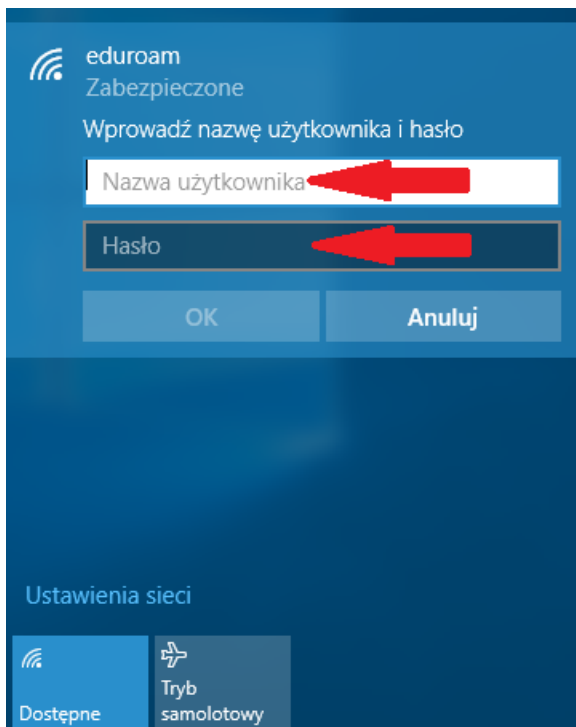 eduroam
Zabezpieczone
Wprowadź nazwę użytkownika i hasło
Nazwa użytkownika
Hasło
OK
Anuluj
Ustawienia sieci
Dostępne
Tryb
samolotowy